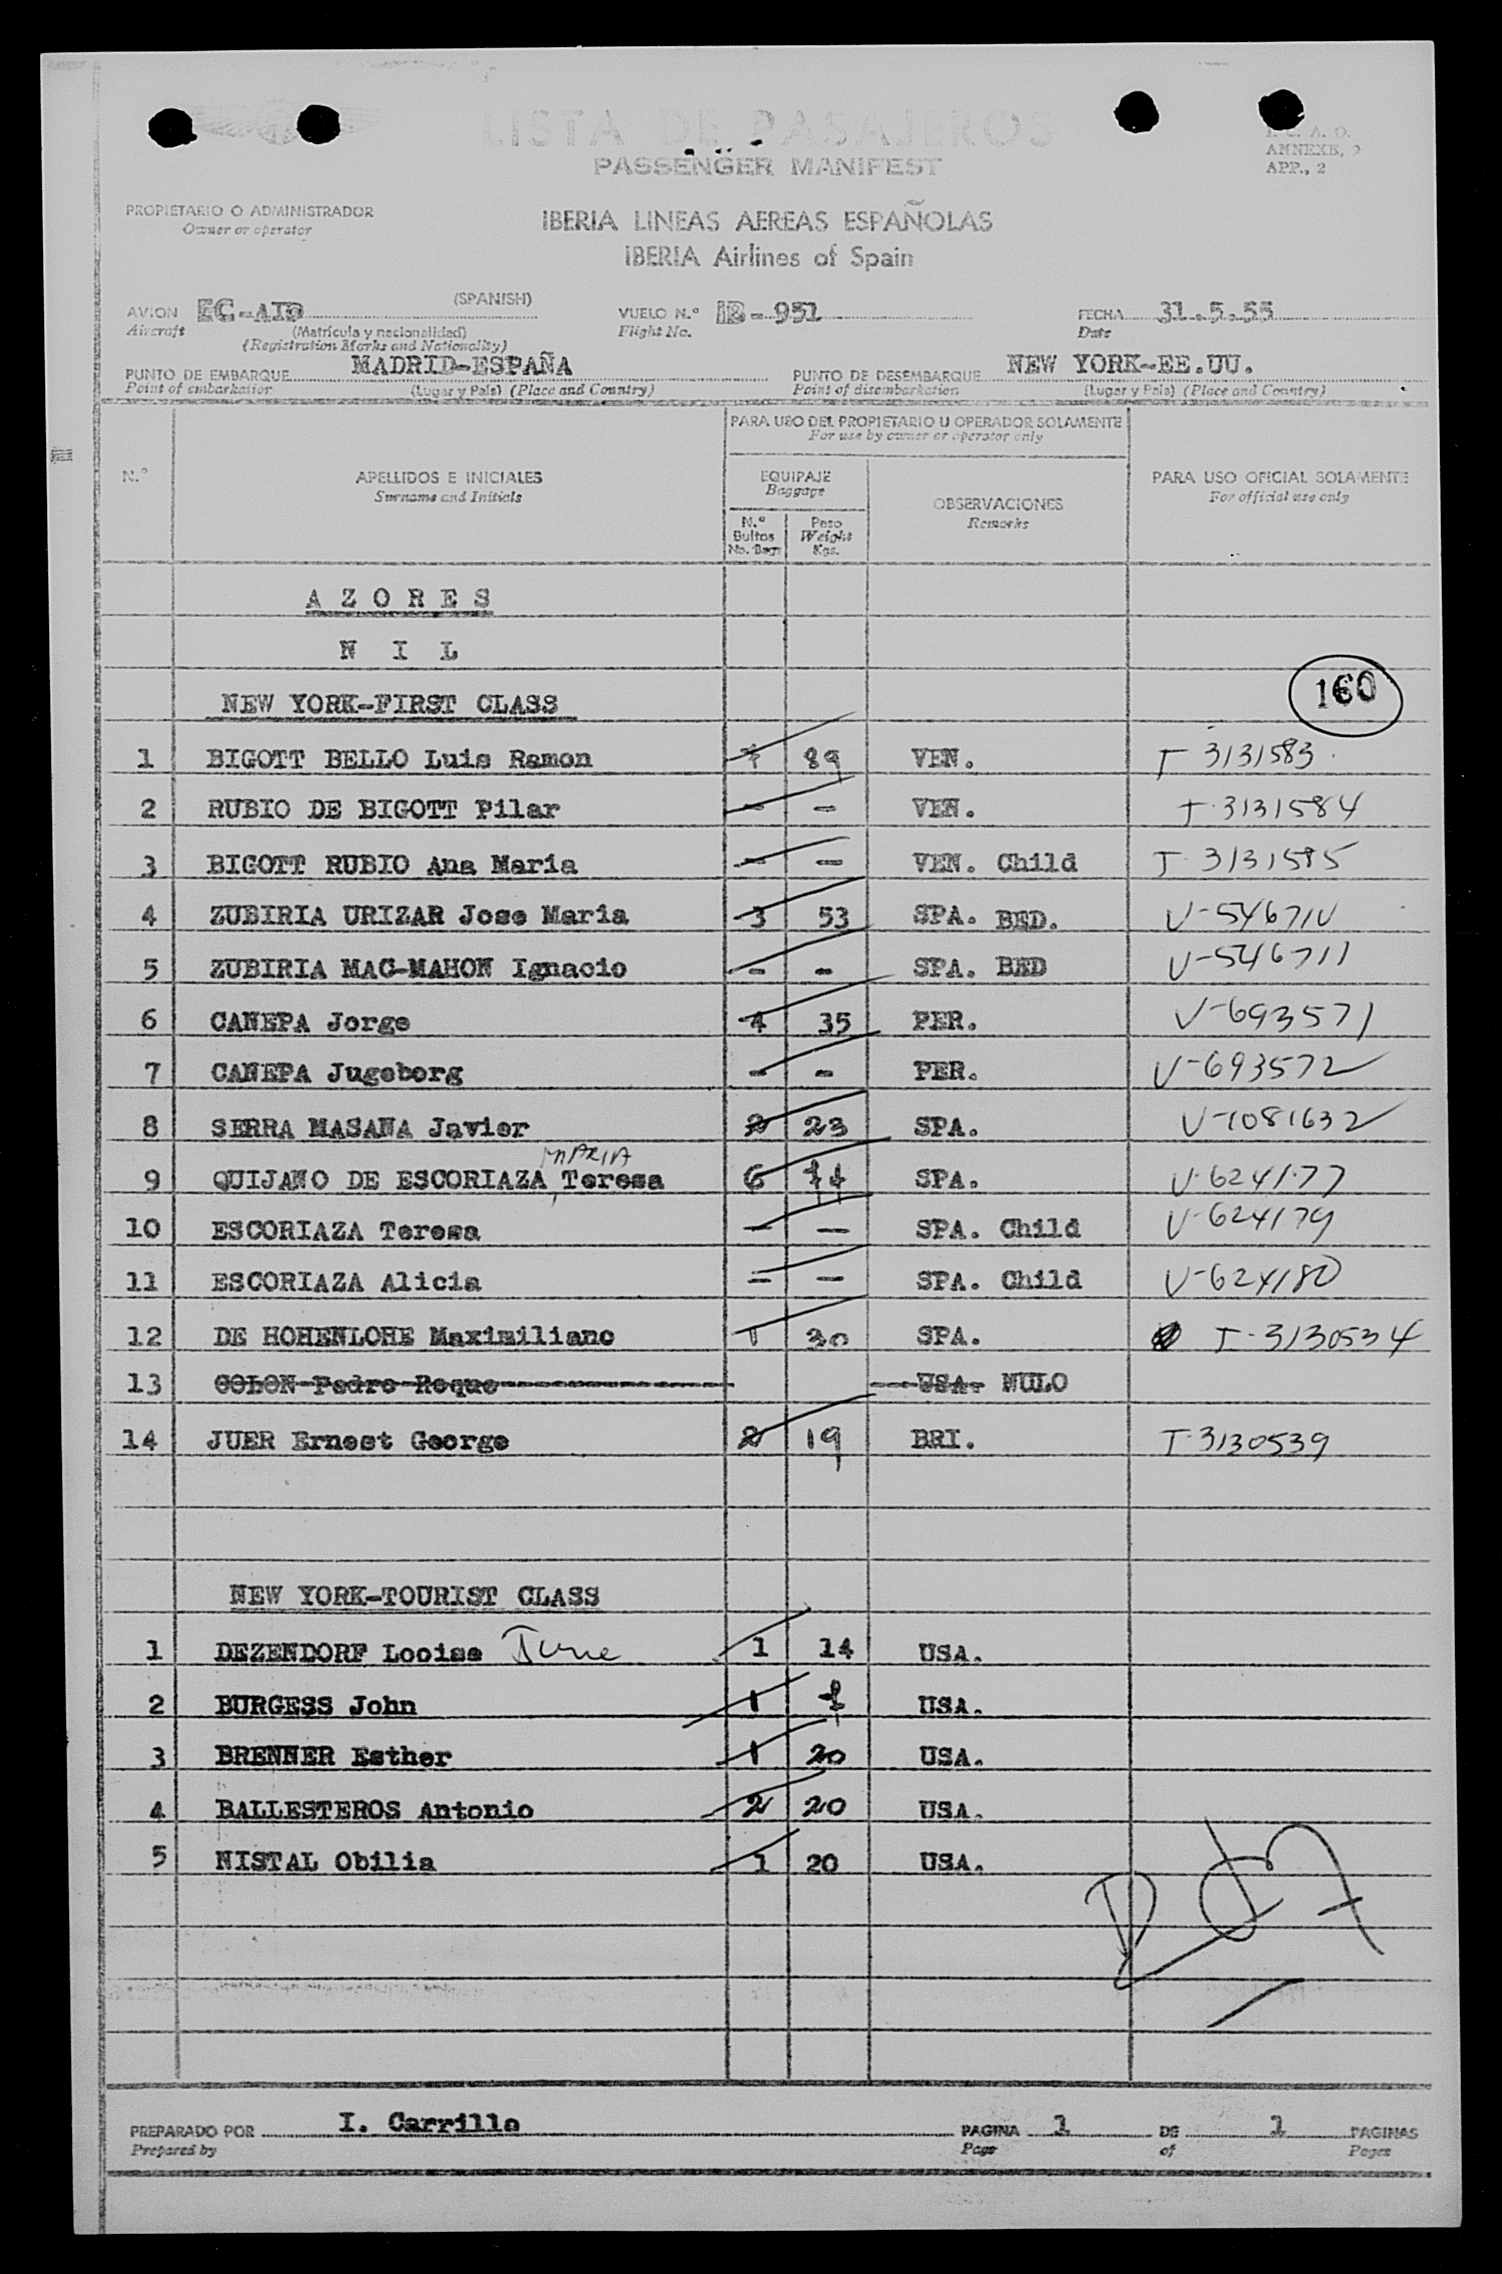 LISTA DE PASAJEROS
PASSENGER MANIFEST
I. C. A. O.
ANNEXE, 9
APP., 2
PROPIETARIO O ADMINISTRADOR
Owner or operator
IBERIA LINEAS AEREAS ESPAÑOLAS
IBERIA Airlines of Spain
AVION EC-AID (SPANISH) VUELO N.º IB-951 FECHA 31.5.55
Aircraft (Matrícula y nacionalidad) Flight No. Date
(Registration Marks and Nationality)
PUNTO DE EMBARQUE MADRID-ESPAÑA PUNTO DE DESEMBARQUE NEW YORK-EE.UU.
Point of embarkation (Lugar y País) (Place and Country) Point of disembarkation (Lugar y País) (Place and Country)
PARA USO DEL PROPIETARIO U OPERADOR SOLAMENTE
For use by owner or operator only
N.º APELLIDOS E INICIALES EQUIPAJE OBSERVACIONES PARA USO OFICIAL SOLAMENTE
Surname and Initials Baggage Remarks For official use only
N.º Bultos Peso
No. Bags Weight Kgs.
AZORES
NIL
160
NEW YORK-FIRST CLASS
1 BIGOTT BELLO Luis Ramon 7 89 VEN. T 3131583
2 RUBIO DE BIGOTT Pilar - - VEN. T-3131584
3 BIGOTT RUBIO Ana Maria - - VEN. Child T-3131585
4 ZUBIRIA URIZAR Jose Maria 3 53 SPA. BED. V-546710
5 ZUBIRIA MAC-MAHON Ignacio - - SPA. BED V-546711
6 CANEPA Jorge 4 35 PER. V-693571
7 CANEPA Jugeborg - - PER. V-693572
8 SERRA MASANA Javier 2 23 SPA. V-1081632
MARIA
9 QUIJANO DE ESCORIAZA, Teresa 6 77 SPA. V-624177
10 ESCORIAZA Teresa - - SPA. Child V-624179
11 ESCORIAZA Alicia - - SPA. Child V-624180
12 DE HOHENLOHE Maximiliano 1 30 SPA. T-3130534
13 COLON Pedro Roque USA. NULO
14 JUER Ernest George 2 19 BRI. T-3130539
NEW YORK-TOURIST CLASS
1 DEZENDORF Looise June 1 14 USA.
2 BURGESS John 1 7 USA.
3 BRENNER Esther 1 20 USA.
4 BALLESTEROS Antonio 2 20 USA.
5 NISTAL Obilia 1 20 USA.
PREPARADO POR I. Carrillo PAGINA 1 DE 1 PAGINAS
Prepared by Page of Pages